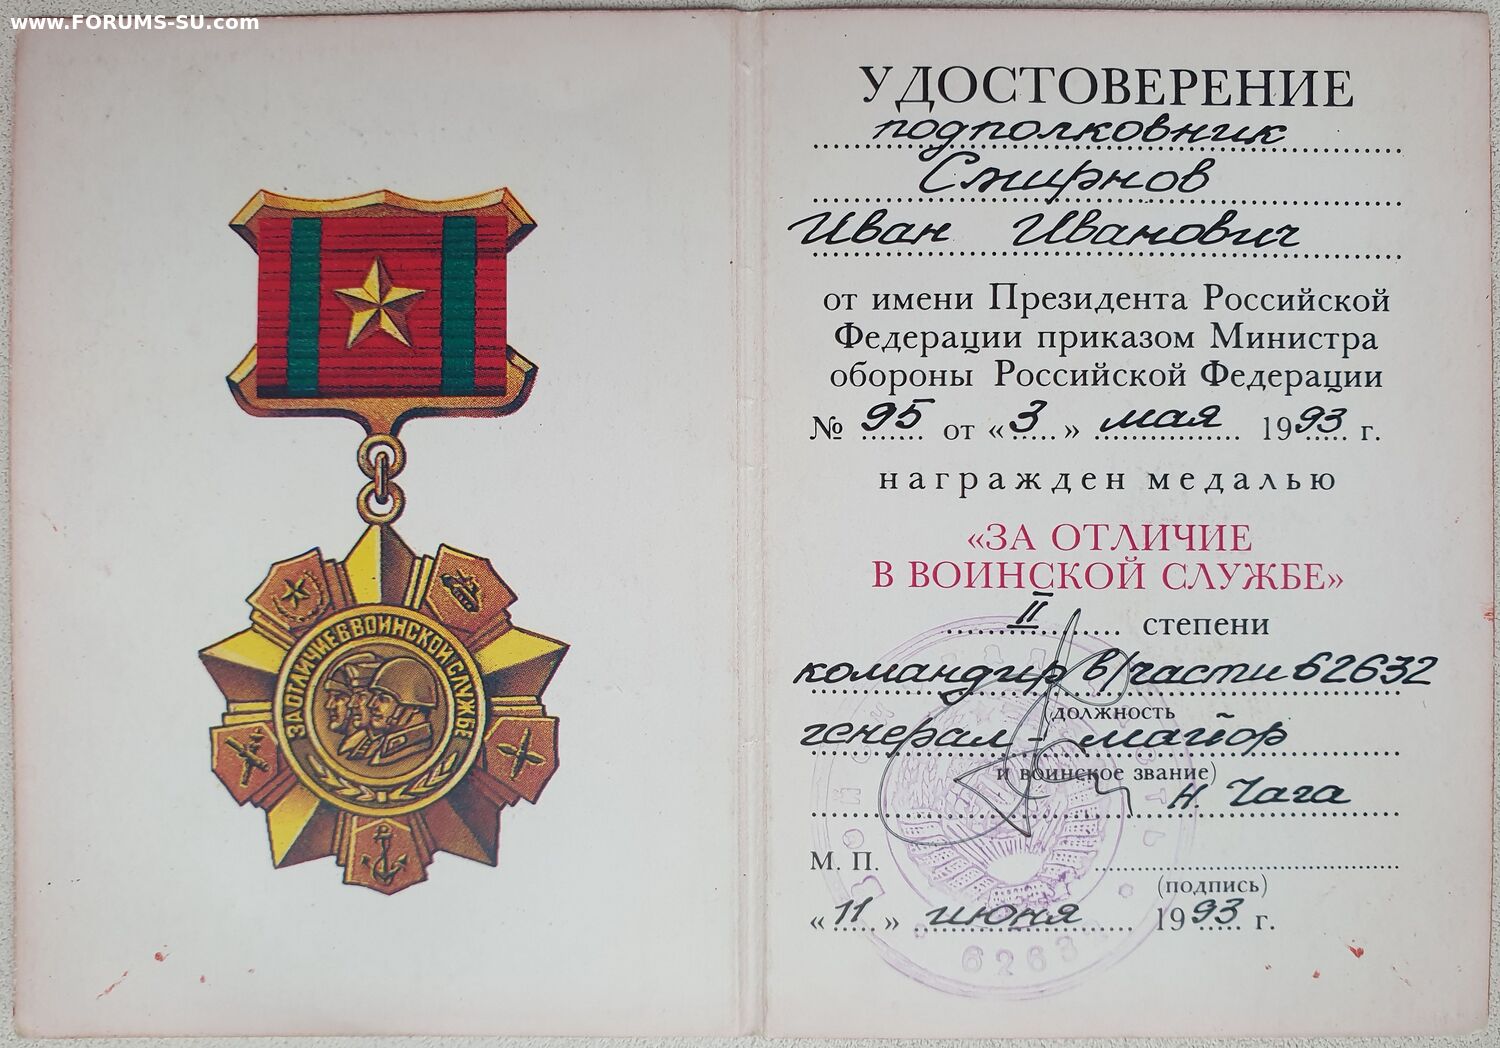 www.FORUMS-SU.com
ЗА ОТЛИЧИЕ В ВОИНСКОЙ СЛУЖБЕ
УДОСТОВЕРЕНИЕ
подполковник
Смирнов
Иван Иванович
от имени Президента Российской
Федерации приказом Министра
обороны Российской Федерации
№ 95 от «3» мая 1993 г.
награжден медалью
«ЗА ОТЛИЧИЕ
В ВОИНСКОЙ СЛУЖБЕ»
II степени
командир в/части 62632
(должность
генерал-майор
и воинское звание)
Н. Чага
М. П.
(подпись)
«11» июня 1993 г.
6263